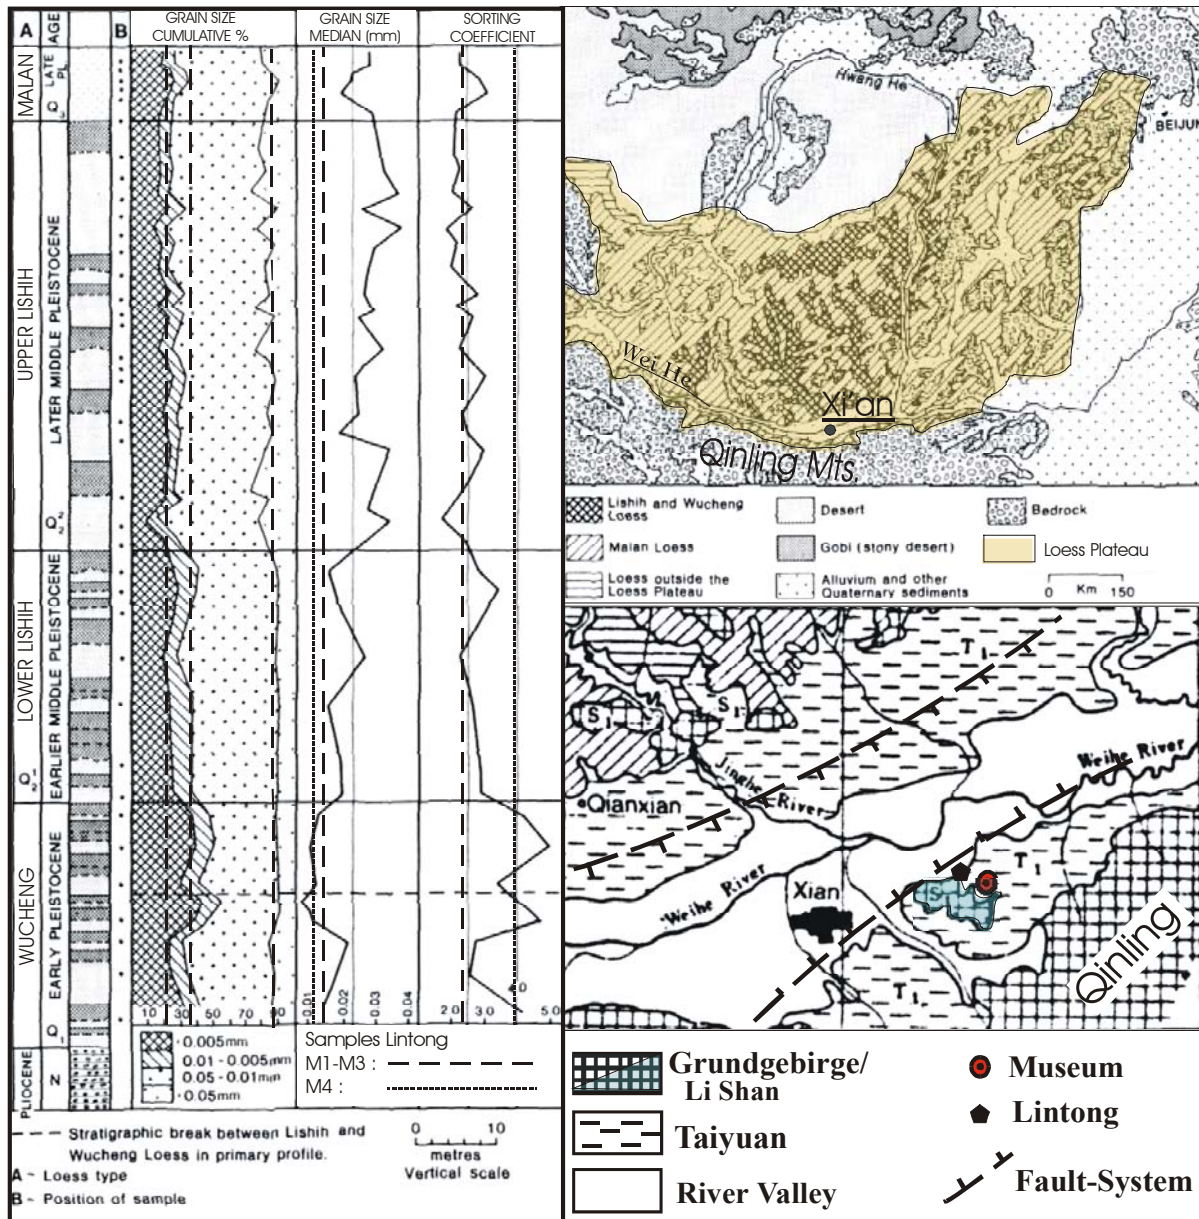 A
AGE
B
GRAIN SIZE
CUMULATIVE %
GRAIN SIZE
MEDIAN (mm)
SORTING
COEFFICIENT
MALAN
LATE PL.
Q3
UPPER LISHIH
LATER MIDDLE PLEISTOCENE
Q2 2
LOWER LISHIH
EARLIER MIDDLE PLEISTOCENE
Q2 1
WUCHENG
EARLY PLEISTOCENE
Q1
PLIOCENE
N
10 30 50 70 90
0.01 0.02 0.03 0.04
2.0 3.0 4.0 5.0
0.005mm
0.01 - 0.005mm
0.05 - 0.01mm
0.05mm
Samples Lintong
M1-M3 :
M4 :
Stratigraphic break between Lishih and
Wucheng Loess in primary profile.
A - Loess type
B - Position of sample
0 10
metres
Vertical scale
Hwang He
BEIJUN
Wei He
Xi'an
Qinling Mts.
Lishih and Wucheng
Loess
Desert
Bedrock
Malan Loess
Gobi (stony desert)
Loess Plateau
Loess outside the
Loess Plateau
Alluvium and other
Quaternary sediments
0 Km 150
T1
S1
S1
Jinghe River
Weihe River
Qianxian
T1
Weihe River
Xian
S
T1
Qinling
Grundgebirge/
Li Shan
Museum
Lintong
Taiyuan
River Valley
Fault-System